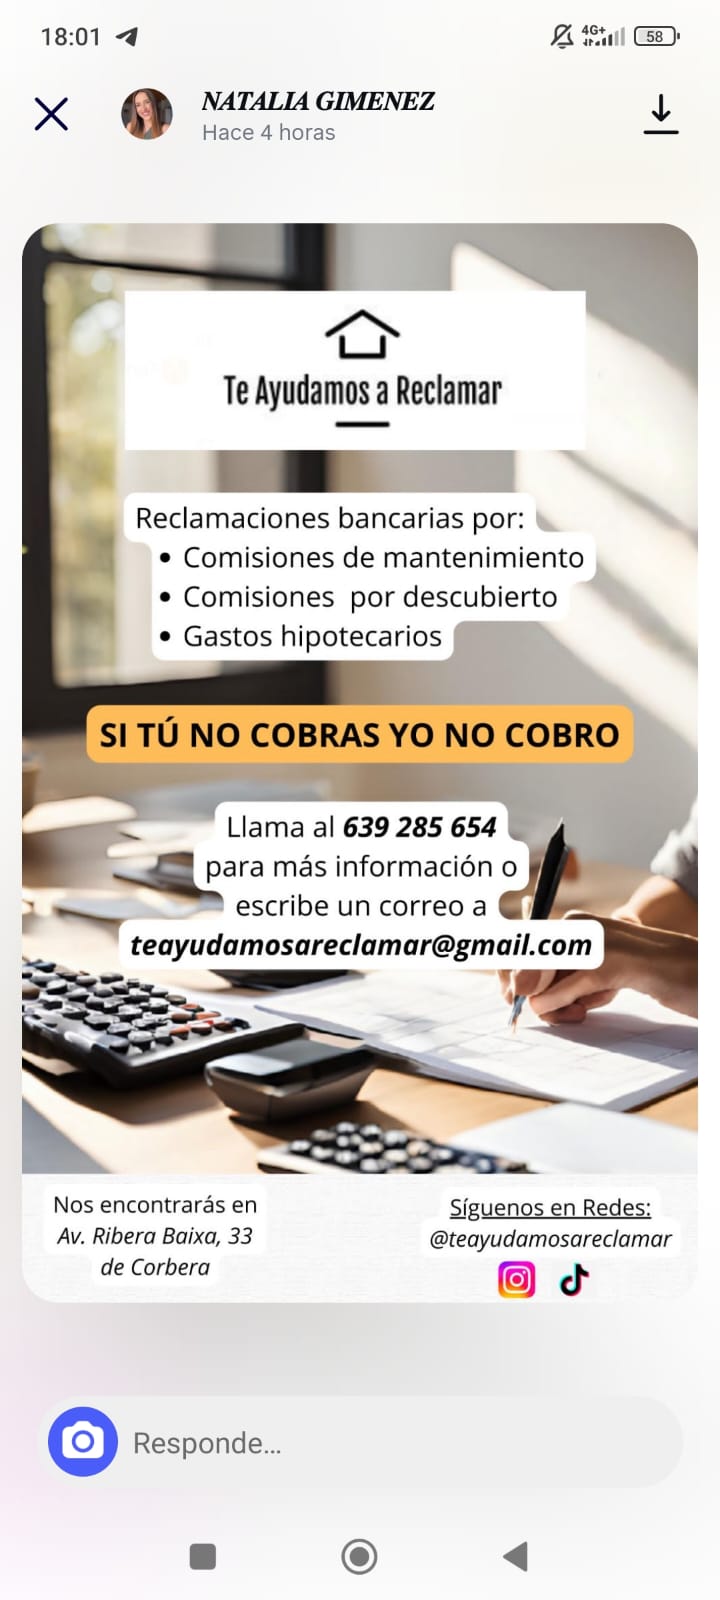 18:01
4G+
58
NATALIA GIMENEZ
Hace 4 horas
Te Ayudamos a Reclamar
Reclamaciones bancarias por:
• Comisiones de mantenimiento
• Comisiones  por descubierto
• Gastos hipotecarios
SI TÚ NO COBRAS YO NO COBRO
Llama al 639 285 654
para más información o
escribe un correo a
teayudamosareclamar@gmail.com
Nos encontrarás en
Av. Ribera Baixa, 33
de Corbera
Síguenos en Redes:
@teayudamosareclamar
Responde...